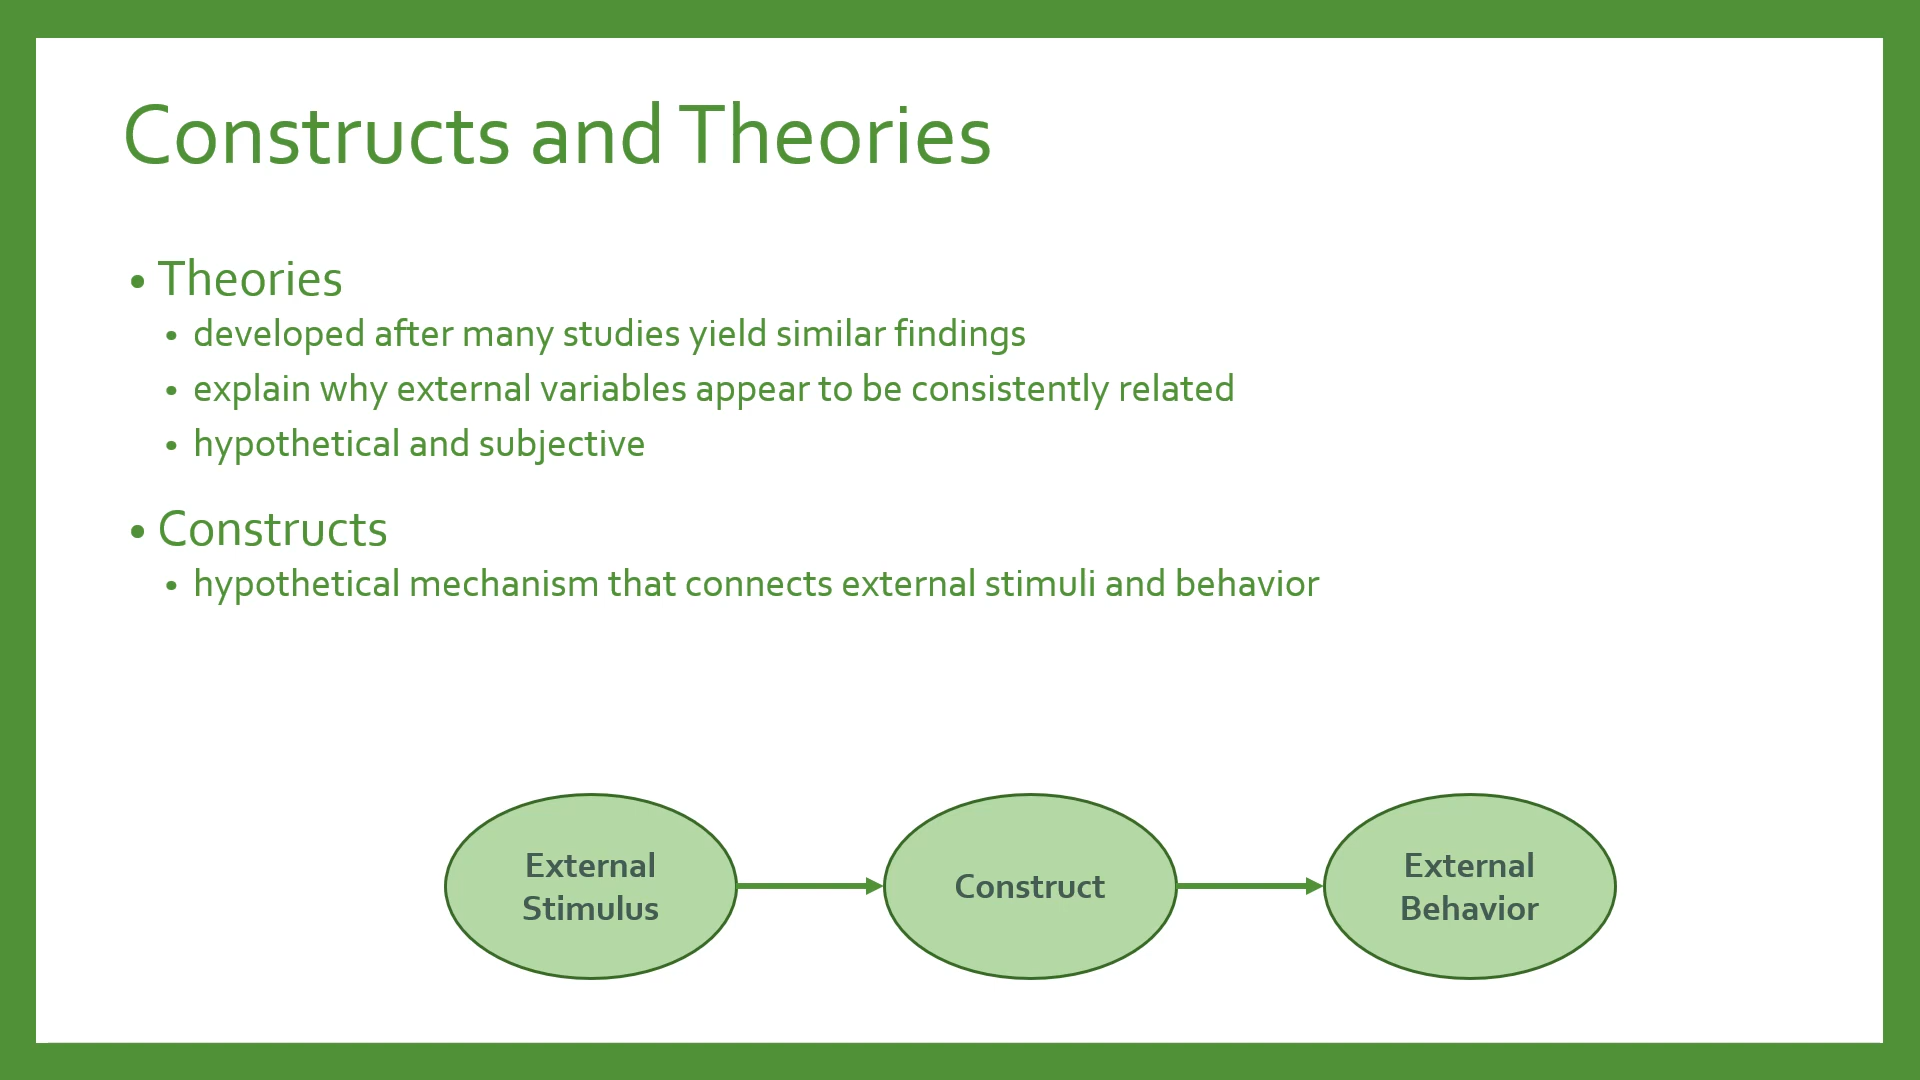 Constructs and Theories
• Theories
• developed after many studies yield similar findings
• explain why external variables appear to be consistently related
• hypothetical and subjective
• Constructs
• hypothetical mechanism that connects external stimuli and behavior
External
Stimulus
Construct
External
Behavior